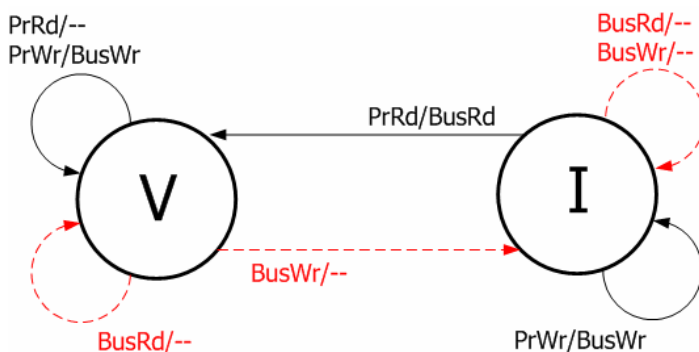 PrRd/--
PrWr/BusWr
BusRd/--
BusWr/--
PrRd/BusRd
V
I
BusWr/--
BusRd/--
PrWr/BusWr